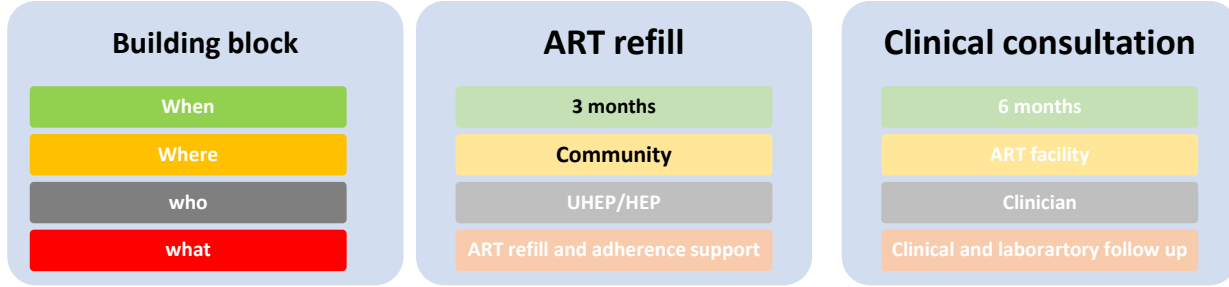 Building block
When
Where
who
what
ART refill
3 months
Community
UHEP/HEP
ART refill and adherence support
Clinical consultation
6 months
ART facility
Clinician
Clinical and laborartory follow up